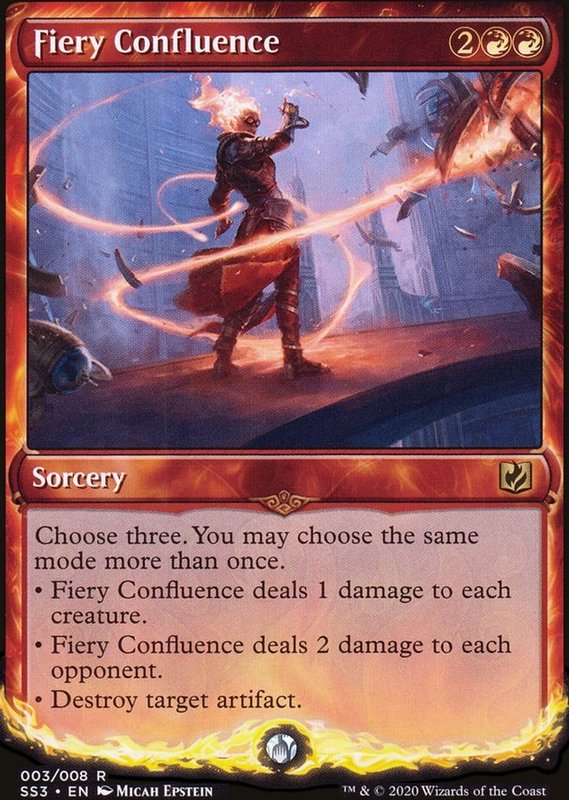 Fiery Confluence 2
Sorcery
Choose three. You may choose the same
mode more than once.
• Fiery Confluence deals 1 damage to each
creature.
• Fiery Confluence deals 2 damage to each
opponent.
• Destroy target artifact.
003/008 R
SS3 • EN Micah Epstein
™ & © 2020 Wizards of the Coast